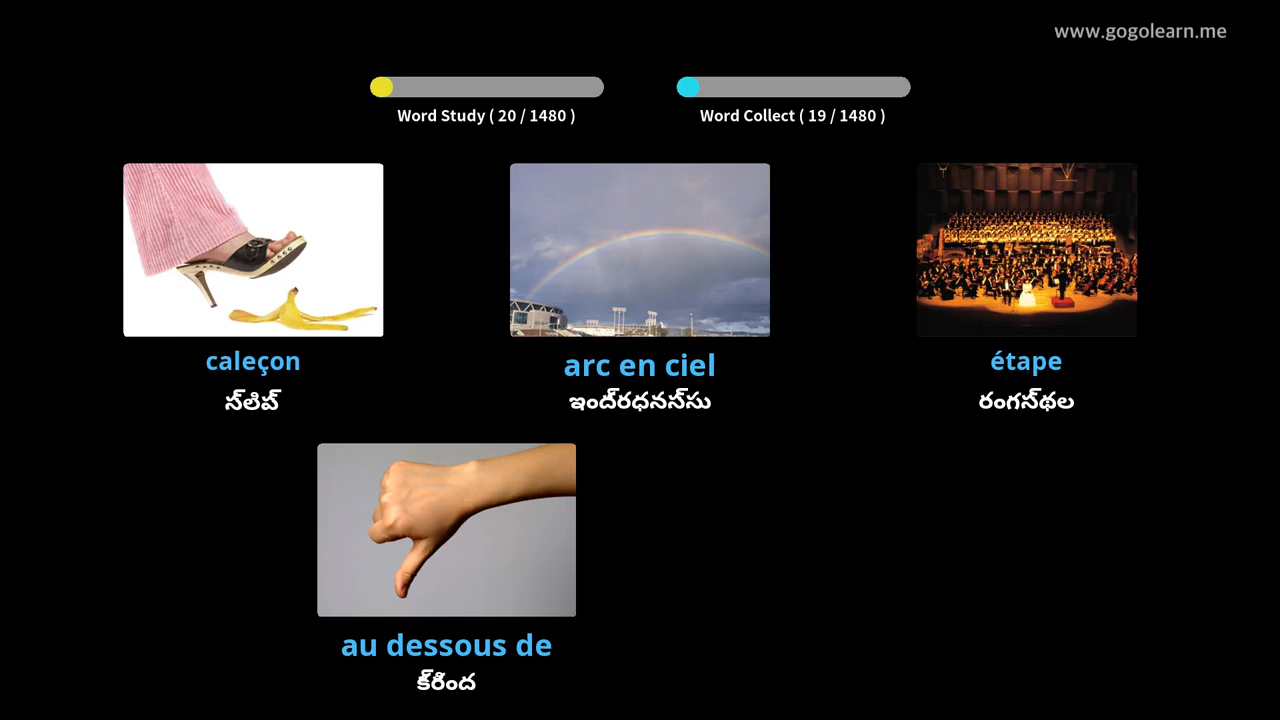 www.gogolearn.me
Word Study ( 20 / 1480 )
Word Collect ( 19 / 1480 )
caleçon
స్‌లిప్
arc en ciel
ఇంద్‌రధనస్‌సు
étape
రంగస్‌థల
au dessous de
క్‌రింద